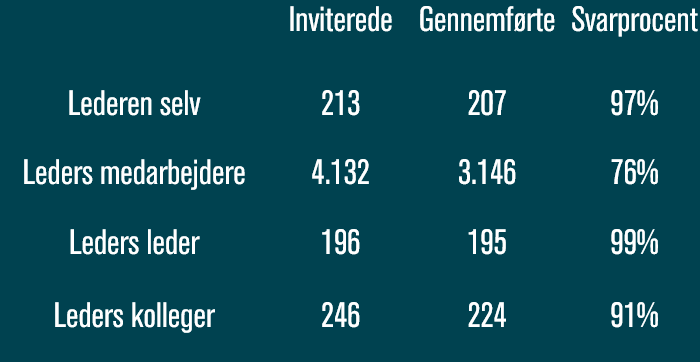 Inviterede Gennemførte Svarprocent
Lederen selv 213 207 97%
Leders medarbejdere 4.132 3.146 76%
Leders leder 196 195 99%
Leders kolleger 246 224 91%